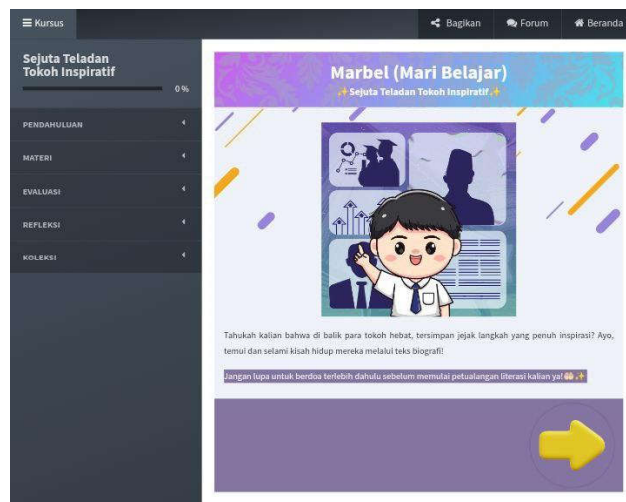 Kursus
Bagikan
Forum
Beranda
Sejuta Teladan
Tokoh Inspiratif
0%
PENDAHULUAN
MATERI
EVALUASI
REFLEKSI
KOLEKSI
Marbel (Mari Belajar)
✨Sejuta Teladan Tokoh Inspiratif✨
Tahukah kalian bahwa di balik para tokoh hebat, tersimpan jejak langkah yang penuh inspirasi? Ayo,
temui dan selami kisah hidup mereka melalui teks biografi!
Jangan lupa untuk berdoa terlebih dahulu sebelum memulai petualangan literasi kalian ya!🤲✨